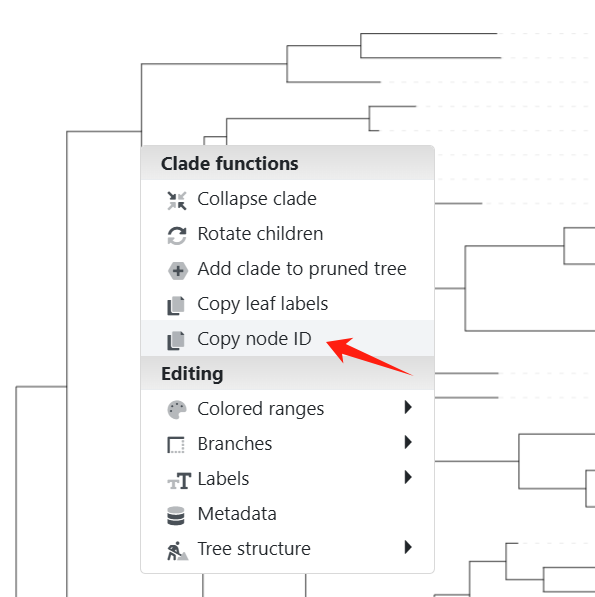 Clade functions
Collapse clade
Rotate children
Add clade to pruned tree
Copy leaf labels
Copy node ID
Editing
Colored ranges
Branches
Labels
Metadata
Tree structure